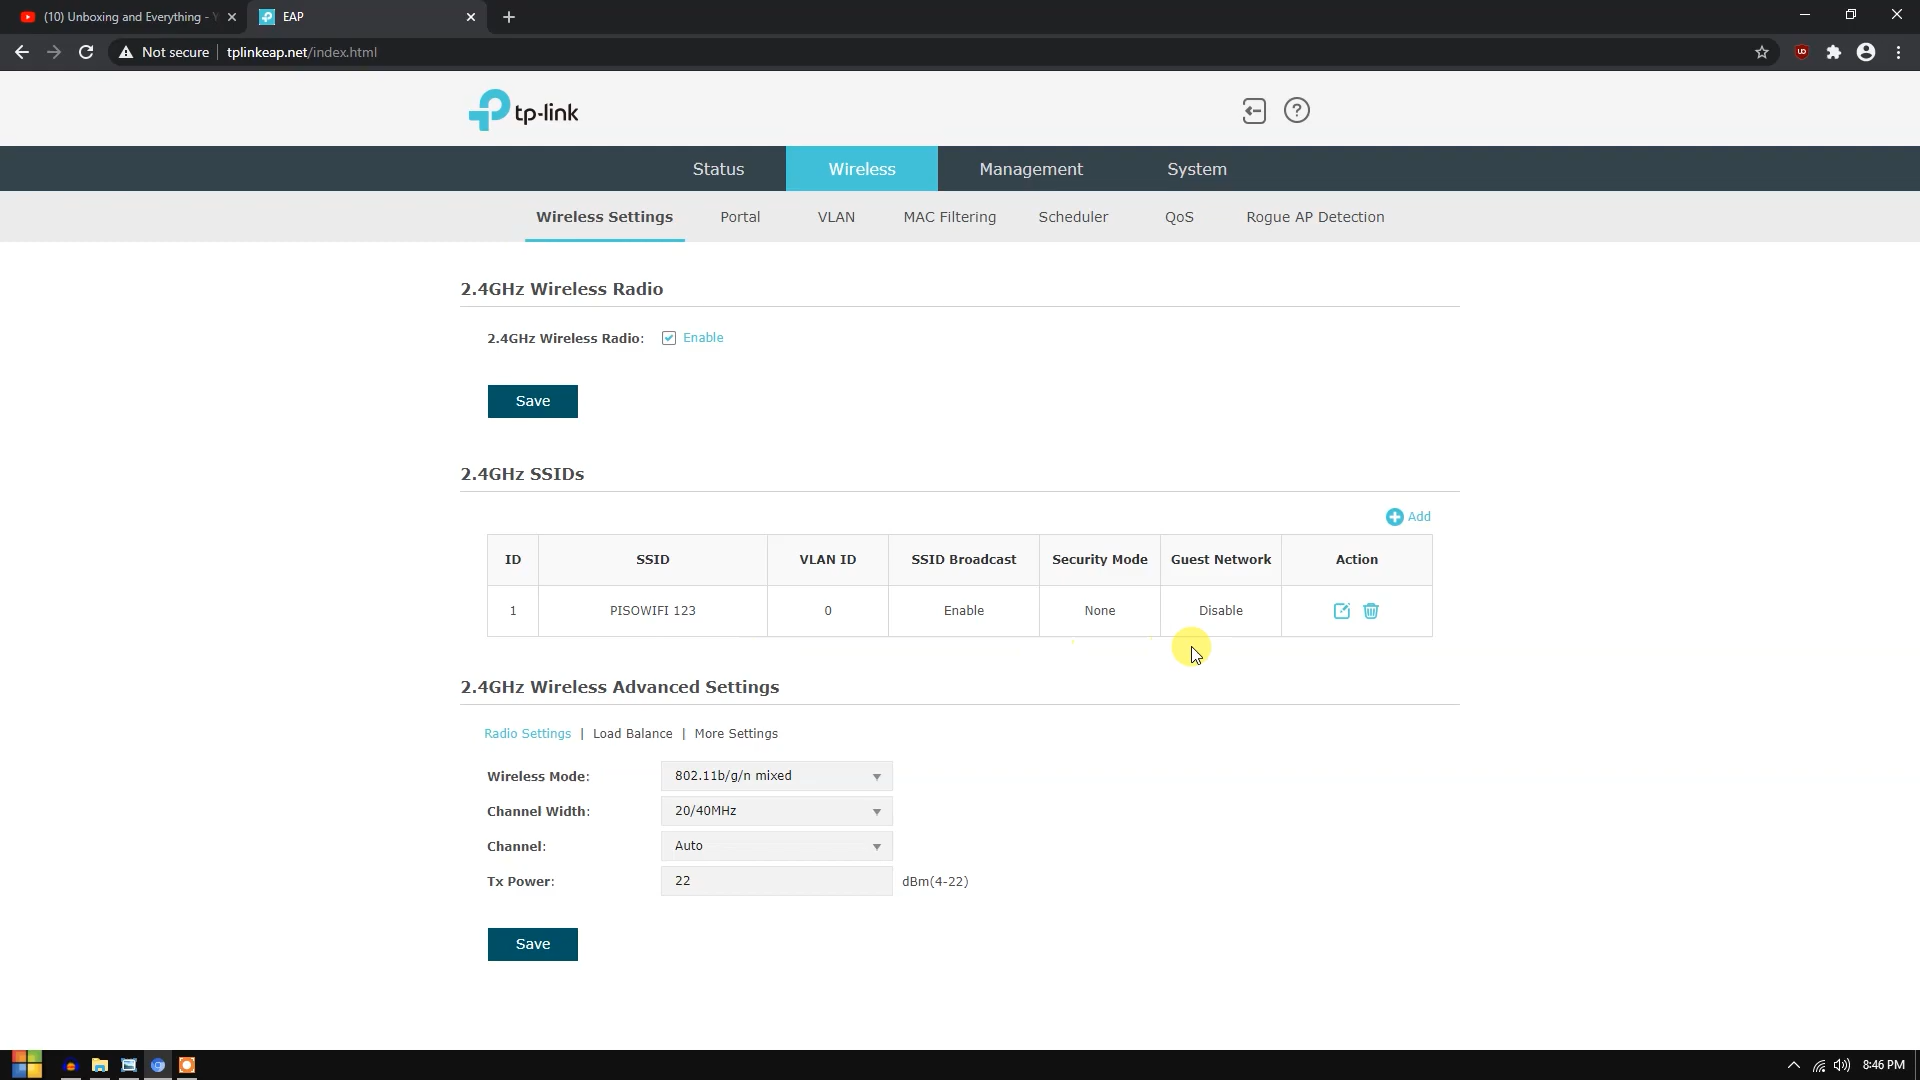 (10) Unboxing and Everything - Y
EAP
Not secure
tplinkeap.net/index.html
tp-link
Status
Wireless
Management
System
Wireless Settings
Portal
VLAN
MAC Filtering
Scheduler
QoS
Rogue AP Detection
2.4GHz Wireless Radio
2.4GHz Wireless Radio: Enable
Save
2.4GHz SSIDs
Add
ID SSID VLAN ID SSID Broadcast Security Mode Guest Network Action
1 PISOWIFI 123 0 Enable None Disable
2.4GHz Wireless Advanced Settings
Radio Settings | Load Balance | More Settings
Wireless Mode: 802.11b/g/n mixed
Channel Width: 20/40MHz
Channel: Auto
Tx Power: 22 dBm(4-22)
Save
8:46 PM